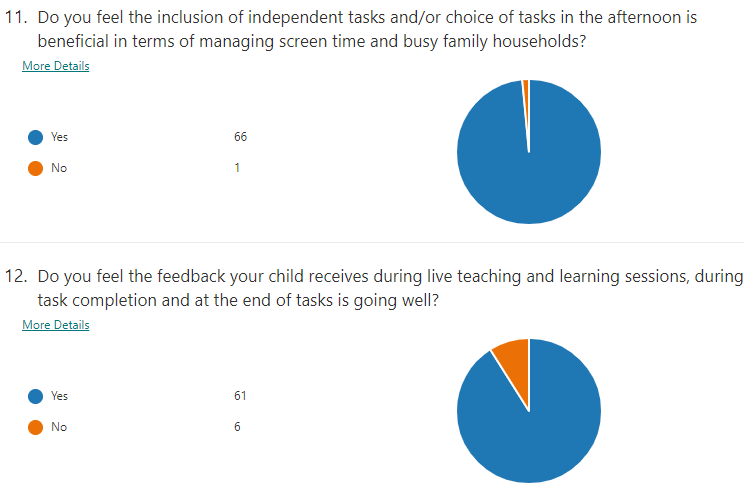 11. Do you feel the inclusion of independent tasks and/or choice of tasks in the afternoon is
beneficial in terms of managing screen time and busy family households?
More Details
Yes 66
No 1
12. Do you feel the feedback your child receives during live teaching and learning sessions, during
task completion and at the end of tasks is going well?
More Details
Yes 61
No 6